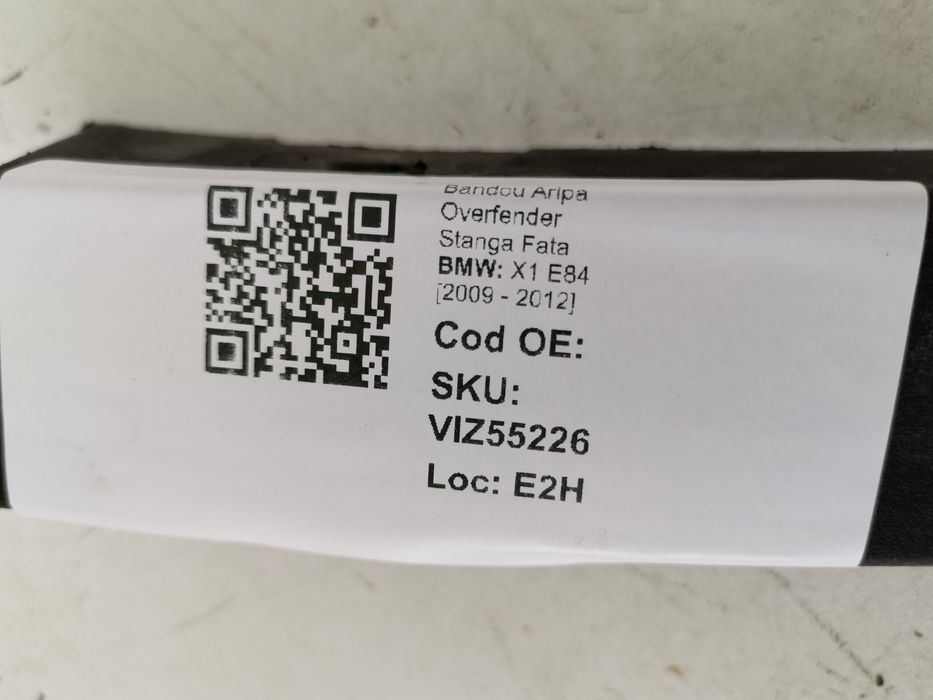 Bandou Aripa
Overfender
Stanga Fata
BMW: X1 E84
[2009 - 2012]
Cod OE:
SKU:
VIZ55226
Loc: E2H